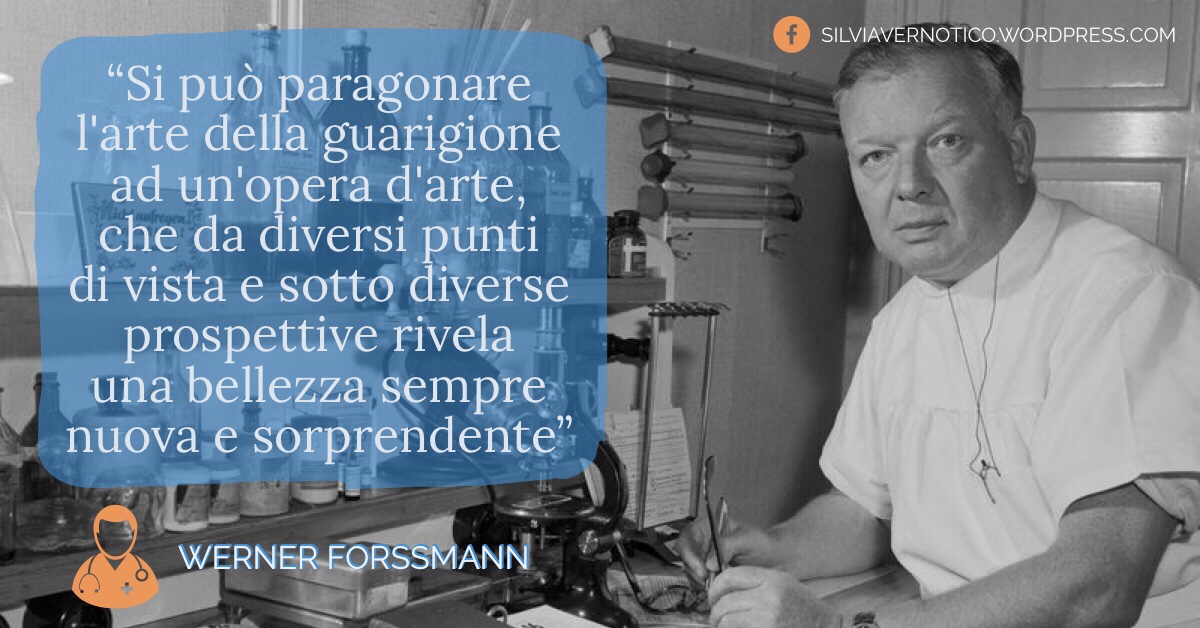 SILVIAVERNOTICO.WORDPRESS.COM
“Si può paragonare
l'arte della guarigione
ad un'opera d'arte,
che da diversi punti
di vista e sotto diverse
prospettive rivela
una bellezza sempre
nuova e sorprendente”
WERNER FORSSMANN